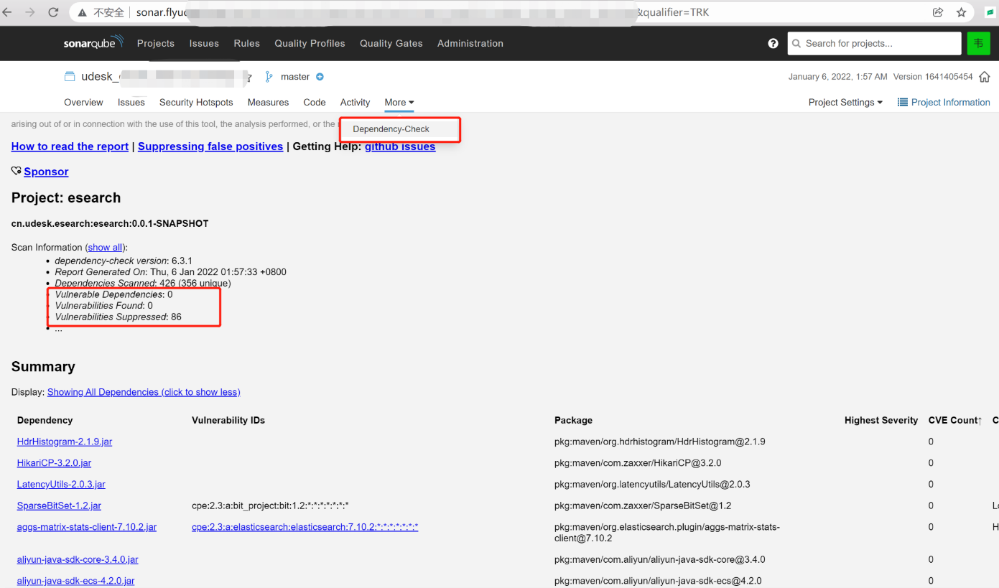 不安全 sonar.flyu &qualifier=TRK
sonarqube Projects Issues Rules Quality Profiles Quality Gates Administration ? Search for projects... 韦
udesk_ master January 6, 2022, 1:57 AM Version 1641405454
Overview Issues Security Hotspots Measures Code Activity More Project Settings Project Information
arising out of or in connection with the use of this tool, the analysis performed, or the
Dependency-Check
How to read the report | Suppressing false positives | Getting Help: github issues
Sponsor
Project: esearch
cn.udesk.esearch:esearch:0.0.1-SNAPSHOT
Scan Information (show all):
• dependency-check version: 6.3.1
• Report Generated On: Thu, 6 Jan 2022 01:57:33 +0800
• Dependencies Scanned: 426 (356 unique)
• Vulnerable Dependencies: 0
• Vulnerabilities Found: 0
• Vulnerabilities Suppressed: 86
• ...
Summary
Display: Showing All Dependencies (click to show less)
Dependency Vulnerability IDs Package Highest Severity CVE Count↑ C
HdrHistogram-2.1.9.jar pkg:maven/org.hdrhistogram/HdrHistogram@2.1.9 0
HikariCP-3.2.0.jar pkg:maven/com.zaxxer/HikariCP@3.2.0 0
LatencyUtils-2.0.3.jar pkg:maven/org.latencyutils/LatencyUtils@2.0.3 0
SparseBitSet-1.2.jar cpe:2.3:a:bit_project:bit:1.2:*:*:*:*:*:*:* pkg:maven/com.zaxxer/SparseBitSet@1.2 0 Lo
aggs-matrix-stats-client-7.10.2.jar cpe:2.3:a:elasticsearch:elasticsearch:7.10.2:*:*:*:*:*:*:* pkg:maven/org.elasticsearch.plugin/aggs-matrix-stats- 0 H
client@7.10.2
aliyun-java-sdk-core-3.4.0.jar pkg:maven/com.aliyun/aliyun-java-sdk-core@3.4.0 0
aliyun-java-sdk-ecs-4.2.0.jar pkg:maven/com.aliyun/aliyun-java-sdk-ecs@4.2.0 0